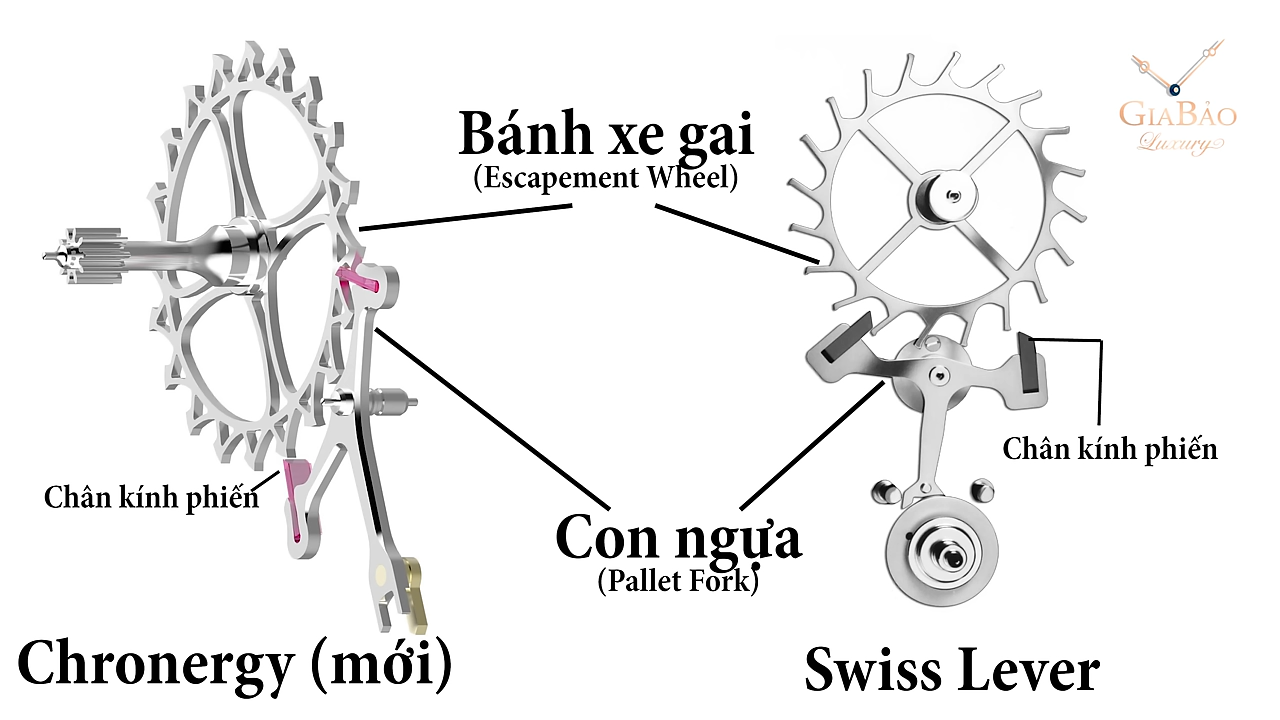 GIABẢO
Luxury
Bánh xe gai
(Escapement Wheel)
Chân kính phiến
Chân kính phiến
Con ngựa
(Pallet Fork)
Chronergy (mới)
Swiss Lever